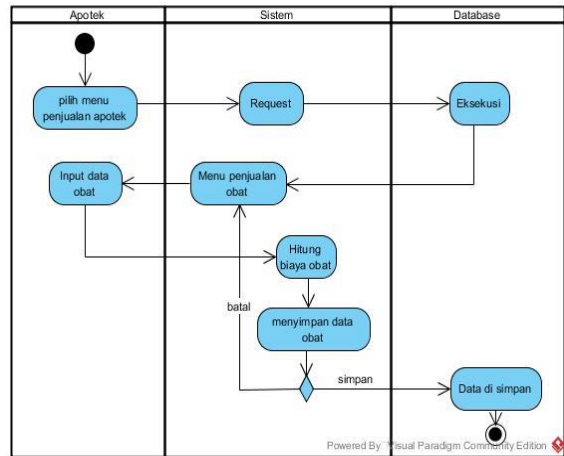 Apotek
Sistem
Database
pilih menu
penjualan apotek
Request
Eksekusi
Input data
obat
Menu penjualan
obat
Hitung
biaya obat
batal
menyimpan data
obat
simpan
Data di simpan
Powered By Visual Paradigm Community Edition